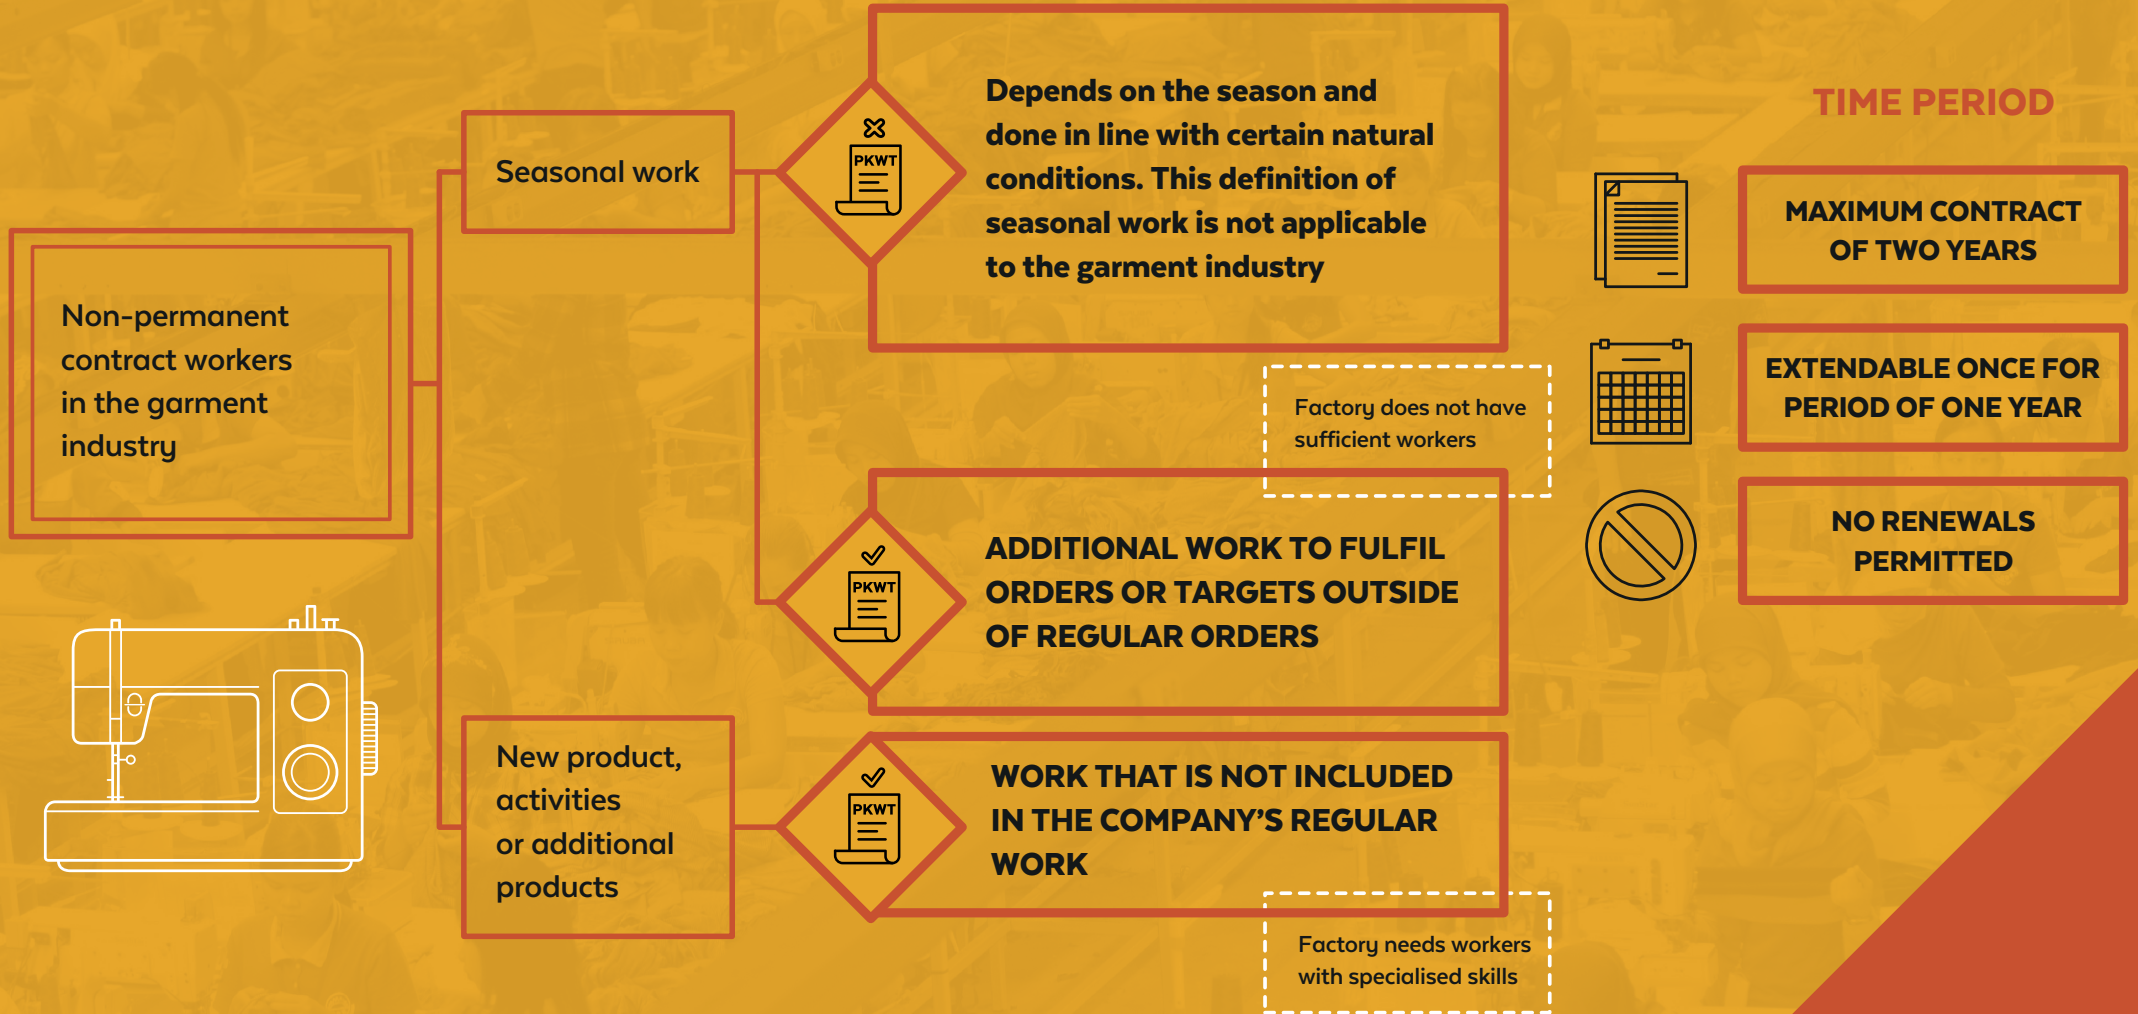 Non-permanent
contract workers
in the garment
industry
Seasonal work
PKWT
Depends on the season and
done in line with certain natural
conditions. This definition of
seasonal work is not applicable
to the garment industry
Factory does not have
sufficient workers
PKWT
ADDITIONAL WORK TO FULFIL
ORDERS OR TARGETS OUTSIDE
OF REGULAR ORDERS
New product,
activities
or additional
products
PKWT
WORK THAT IS NOT INCLUDED
IN THE COMPANY’S REGULAR
WORK
Factory needs workers
with specialised skills
TIME PERIOD
MAXIMUM CONTRACT
OF TWO YEARS
EXTENDABLE ONCE FOR
PERIOD OF ONE YEAR
NO RENEWALS
PERMITTED